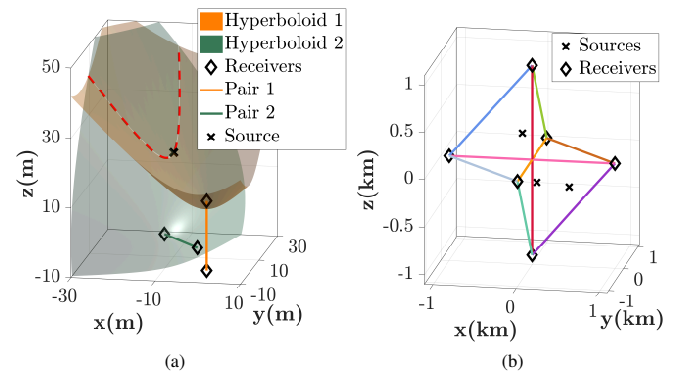 Hyperboloid 1
Hyperboloid 2
Receivers
Pair 1
Pair 2
Source
50
30
10
-10
z(m)
-30
-10
10
x(m)
-10
10
30
y(m)
(a)
Sources
Receivers
1
0.5
0
-0.5
-1
z(km)
-1
0
1
x(km)
-1
0
1
y(km)
(b)